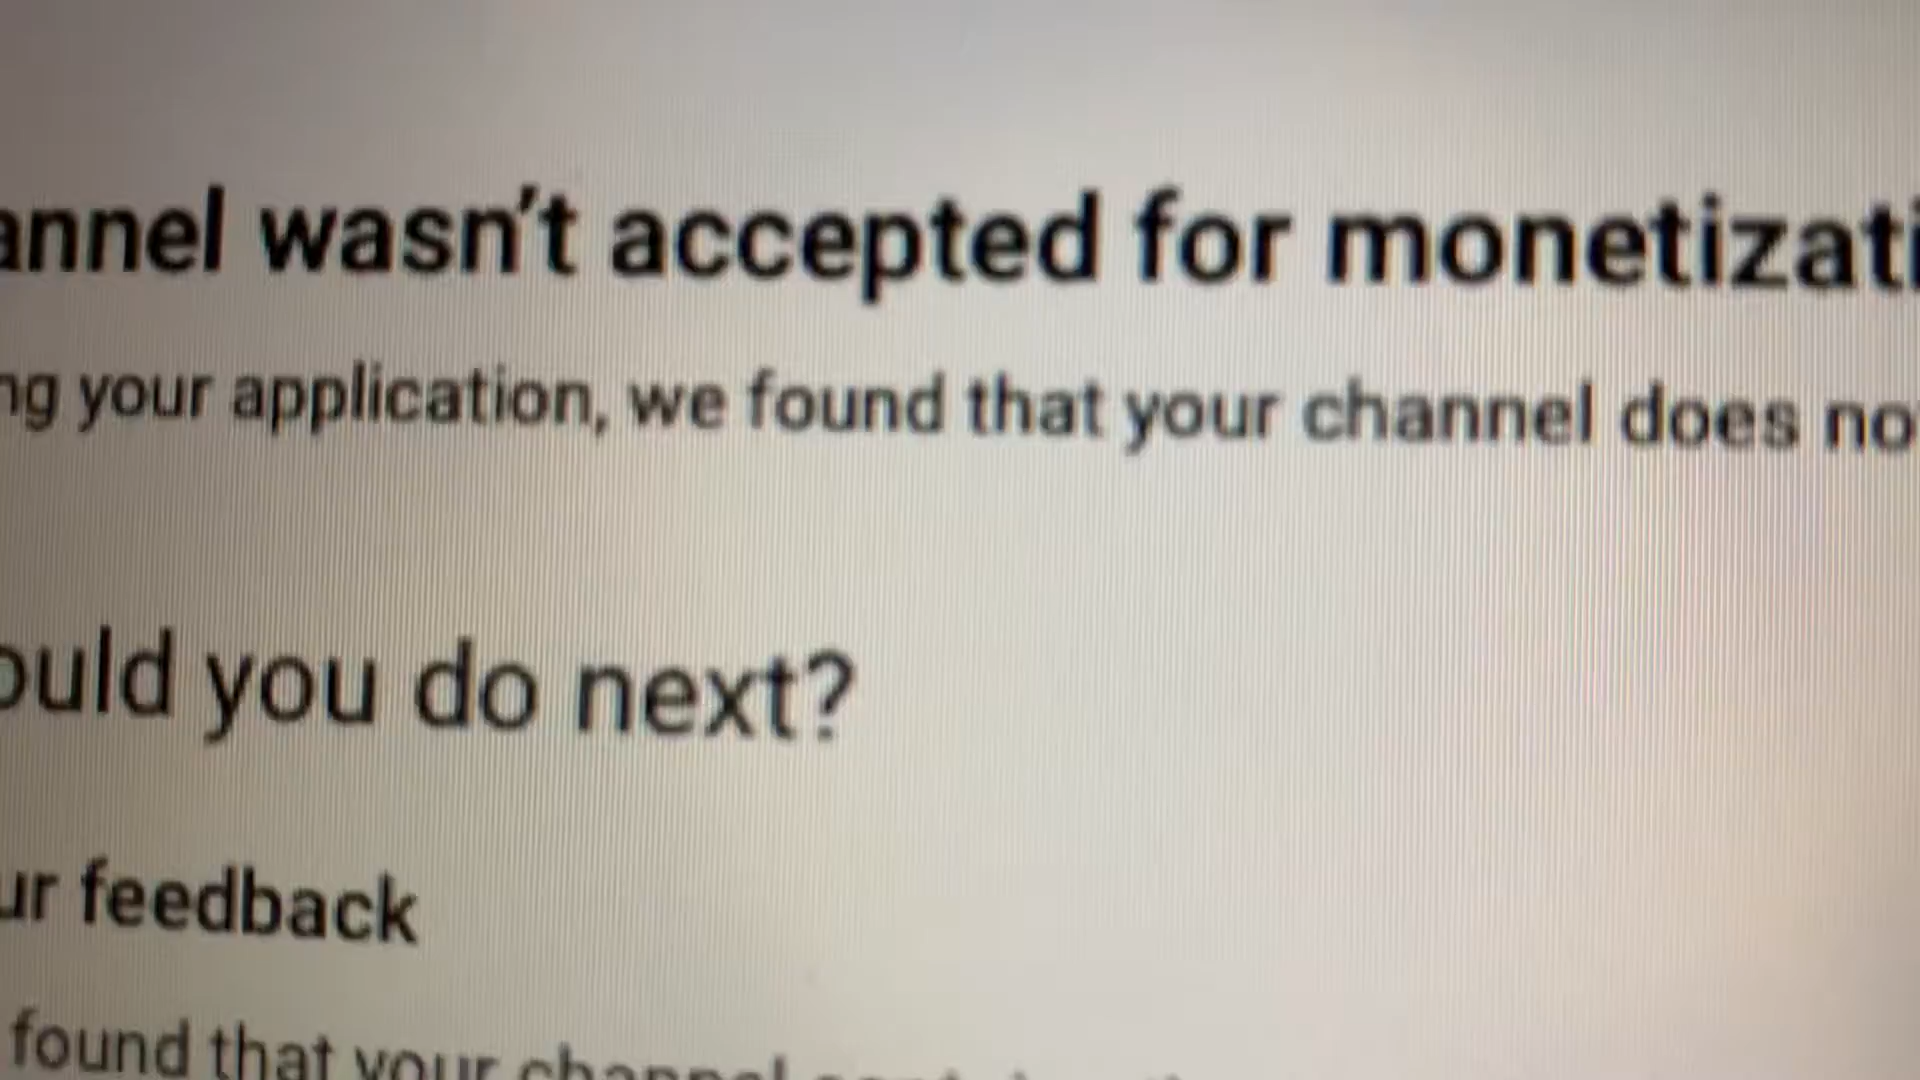 annel wasn't accepted for monetizati
ng your application, we found that your channel does no
ould you do next?
ur feedback
found that your channel